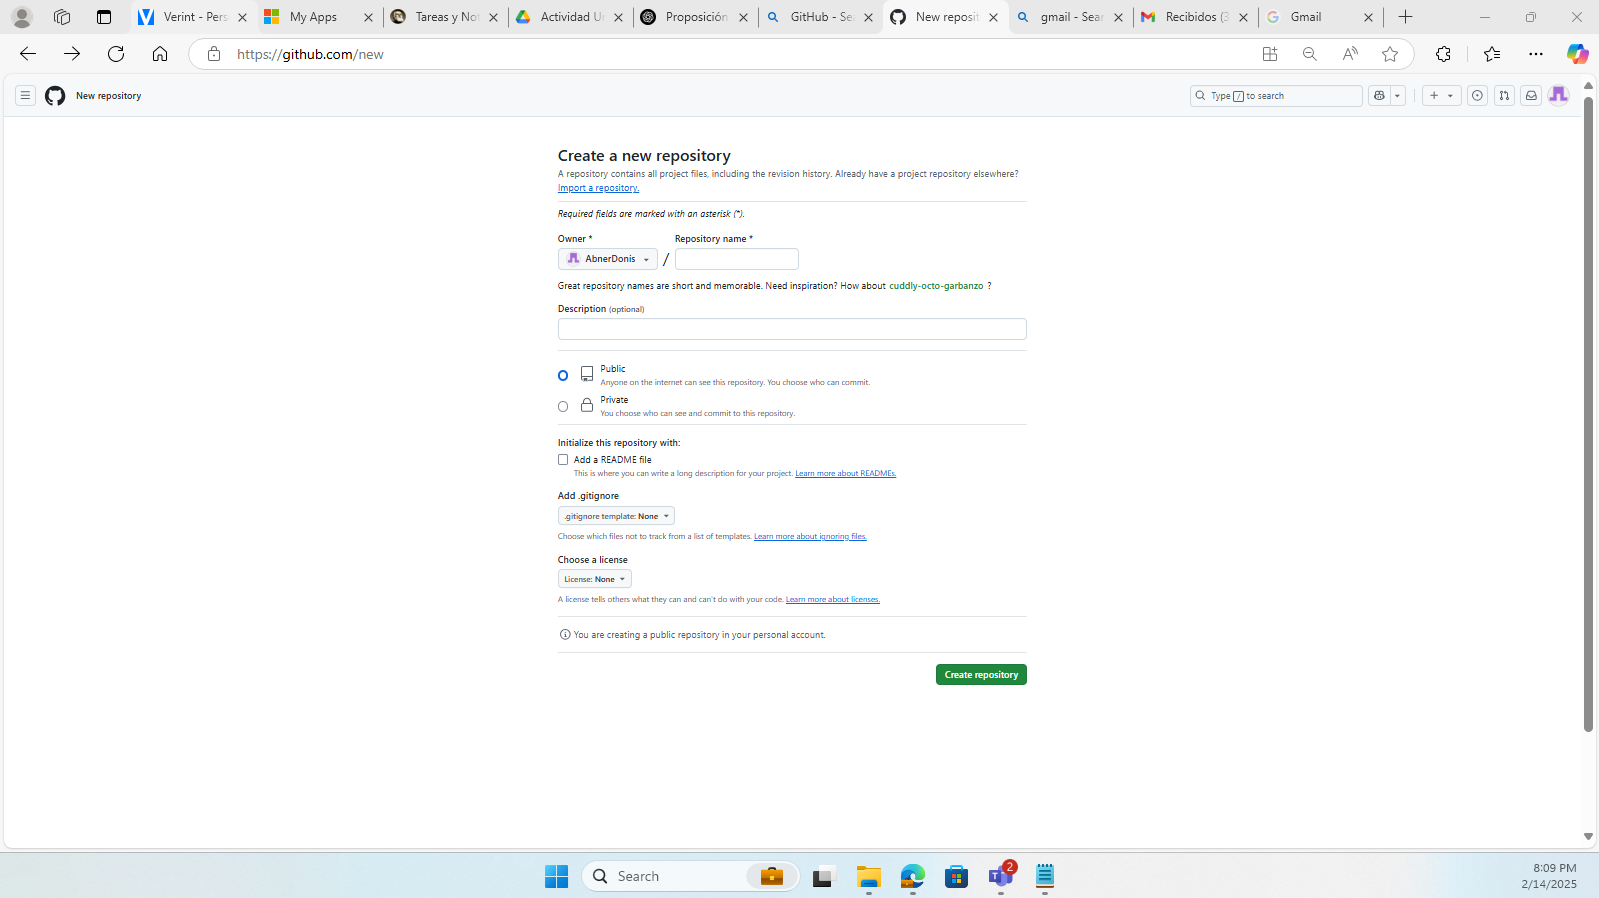 Verint - Pers
My Apps
Tareas y Not
Actividad Un
Proposición
GitHub - Sea
New reposit
gmail - Sear
Recibidos (3
Gmail
https://github.com/new
New repository
Type / to search
Create a new repository
A repository contains all project files, including the revision history. Already have a project repository elsewhere?
Import a repository.
Required fields are marked with an asterisk (*).
Owner *
Repository name *
AbnerDonis
/
Great repository names are short and memorable. Need inspiration? How about cuddly-octo-garbanzo ?
Description (optional)
Public
Anyone on the internet can see this repository. You choose who can commit.
Private
You choose who can see and commit to this repository.
Initialize this repository with:
Add a README file
This is where you can write a long description for your project. Learn more about READMEs.
Add .gitignore
.gitignore template: None
Choose which files not to track from a list of templates. Learn more about ignoring files.
Choose a license
License: None
A license tells others what they can and can't do with your code. Learn more about licenses.
You are creating a public repository in your personal account.
Create repository
Search
2
8:09 PM
2/14/2025